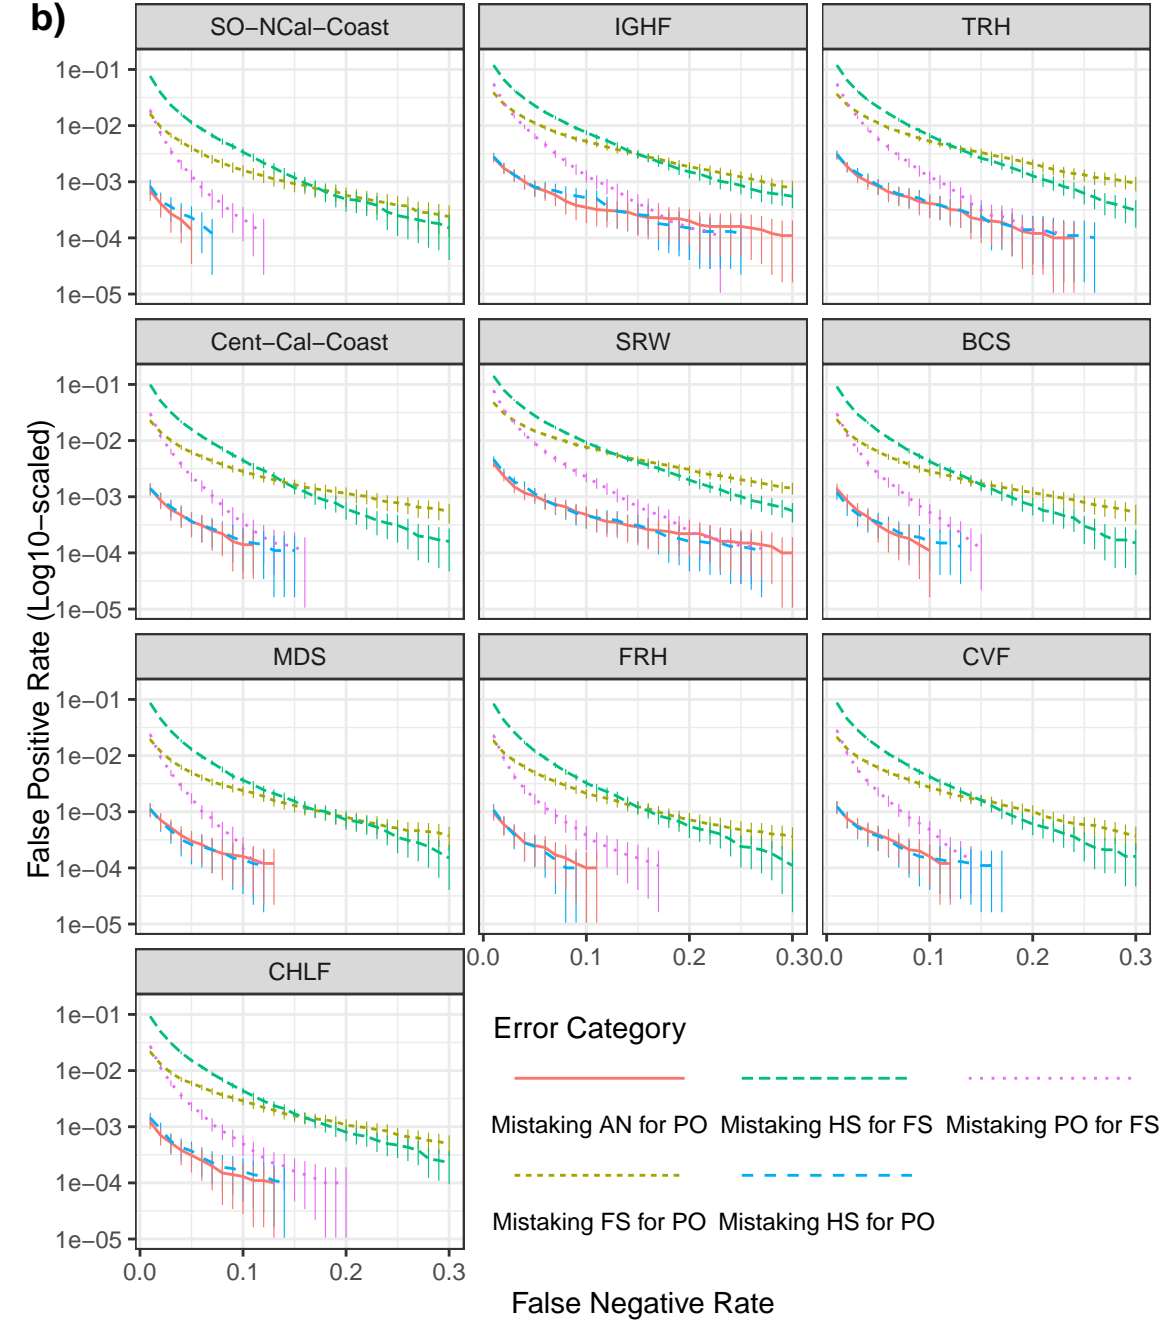 b)
SO−NCal−Coast
IGHF
TRH
1e−01
1e−02
1e−03
1e−04
1e−05
Cent−Cal−Coast
SRW
BCS
1e−01
1e−02
1e−03
1e−04
1e−05
MDS
FRH
CVF
1e−01
1e−02
1e−03
1e−04
1e−05
0.0 0.1 0.2 0.3
0.0 0.1 0.2 0.3
CHLF
1e−01
1e−02
1e−03
1e−04
1e−05
0.0 0.1 0.2 0.3
False Positive Rate (Log10−scaled)
False Negative Rate
Error Category
Mistaking AN for PO Mistaking HS for FS Mistaking PO for FS
Mistaking FS for PO Mistaking HS for PO